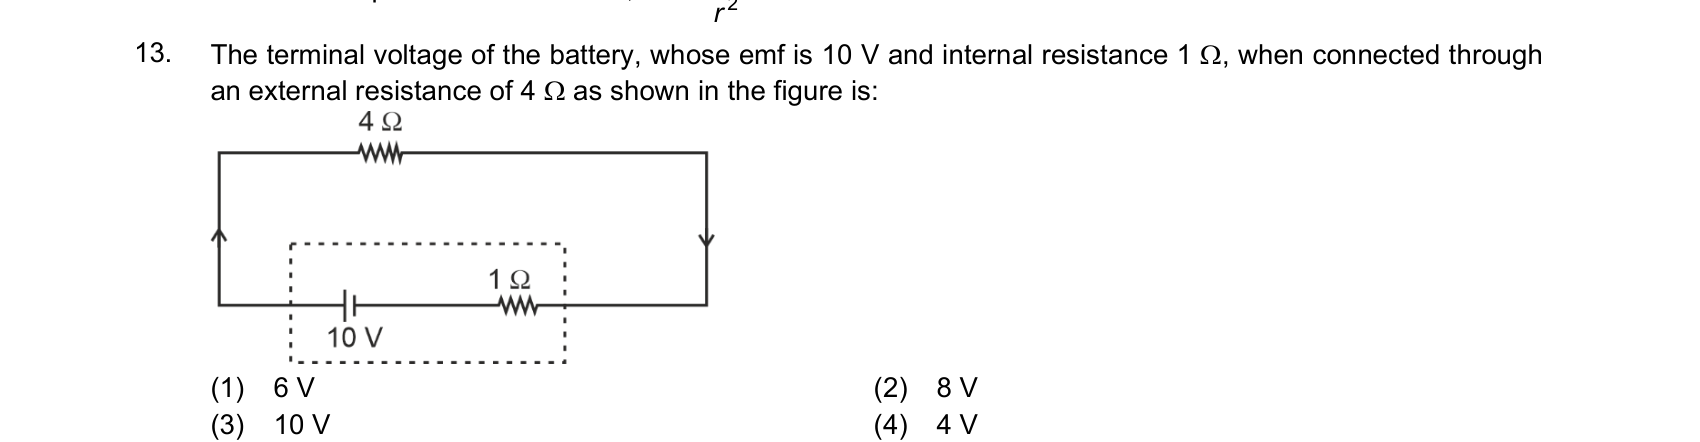 r²
13. The terminal voltage of the battery, whose emf is 10 V and internal resistance 1 Ω, when connected through
an external resistance of 4 Ω as shown in the figure is:
4 Ω
1 Ω
10 V
(1) 6 V (2) 8 V
(3) 10 V (4) 4 V